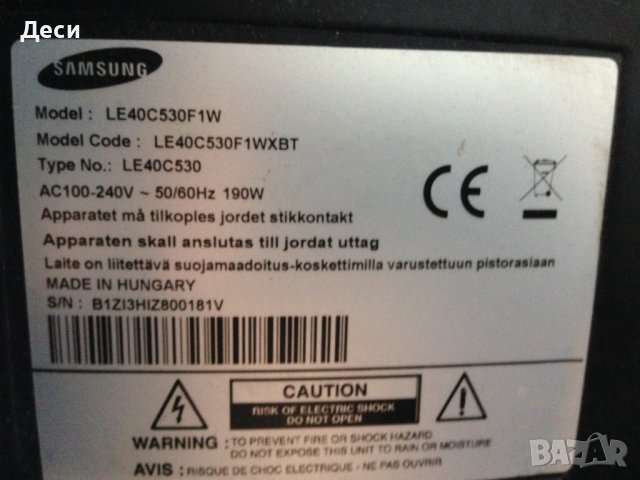 Деси
SAMSUNG
Model : LE40C530F1W
Model Code : LE40C530F1WXBT
Type No.: LE40C530
AC100-240V ~ 50/60Hz 190W
Apparatet må tilkoples jordet stikkontakt
Apparaten skall anslutas till jordat uttag
Laite on liitettävä suojamaadoitus-koskettimilla varustettuun pistorasiaan
MADE IN HUNGARY
S/N : B1ZI3HIZ800181V
CE
CAUTION
RISK OF ELECTRIC SHOCK
DO NOT OPEN
WARNING : TO PREVENT FIRE OR SHOCK HAZARD
DO NOT EXPOSE THIS UNIT TO RAIN OR MOISTURE
AVIS : RISQUE DE CHOC ELECTRIQUE - NE PAS OUVRIR
BAZAR